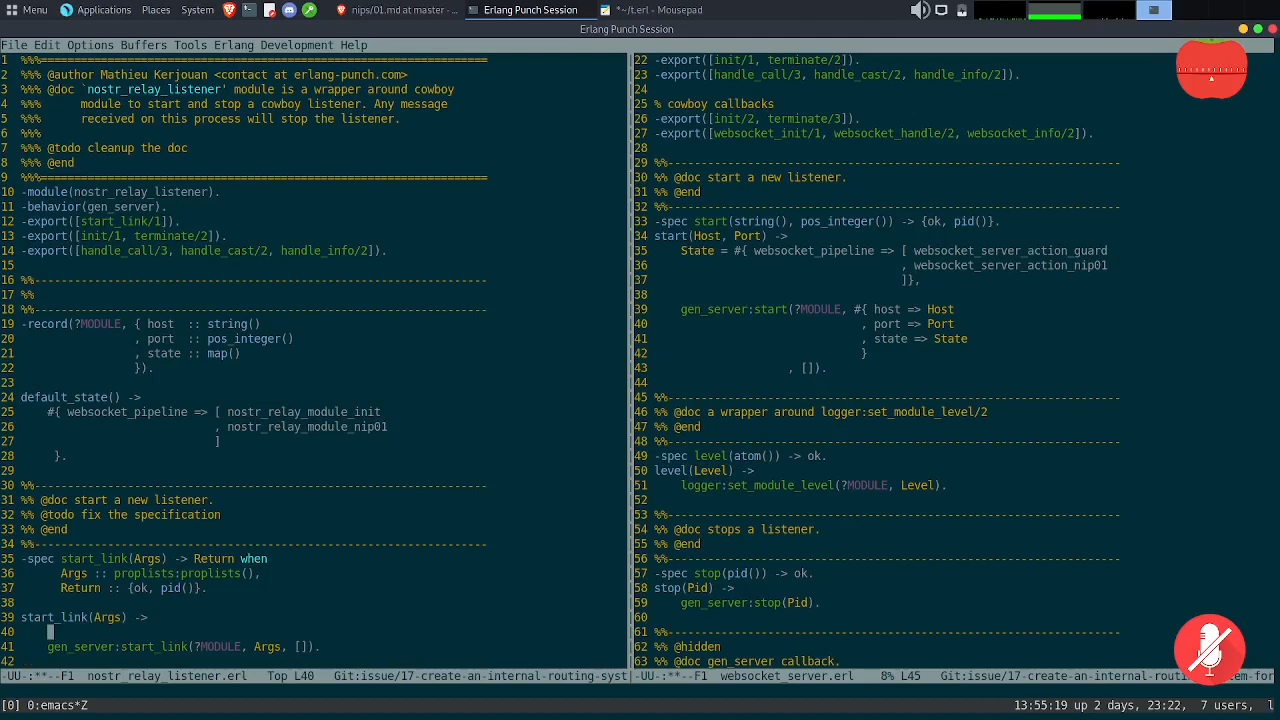 Menu Applications Places System nips/01.md at master - ... Erlang Punch Session *~/t.erl - Mousepad
Erlang Punch Session
File Edit Options Buffers Tools Erlang Development Help
1 %%%===================================================================
2 %%% @author Mathieu Kerjouan <contact at erlang-punch.com>
3 %%% @doc `nostr_relay_listener' module is a wrapper around cowboy
4 %%%      module to start and stop a cowboy listener. Any message
5 %%%      received on this process will stop the listener.
6 %%%
7 %%% @todo cleanup the doc
8 %%% @end
9 %%%===================================================================
10 -module(nostr_relay_listener).
11 -behavior(gen_server).
12 -export([start_link/1]).
13 -export([init/1, terminate/2]).
14 -export([handle_call/3, handle_cast/2, handle_info/2]).
15
16 %%--------------------------------------------------------------------
17 %%
18 %%--------------------------------------------------------------------
19 -record(?MODULE, { host  :: string()
20                  , port  :: pos_integer()
21                  , state :: map()
22                  }).
23
24 default_state() ->
25     #{ websocket_pipeline => [ nostr_relay_module_init
26                              , nostr_relay_module_nip01
27                              ]
28      }.
29
30 %%--------------------------------------------------------------------
31 %% @doc start a new listener.
32 %% @todo fix the specification
33 %% @end
34 %%--------------------------------------------------------------------
35 -spec start_link(Args) -> Return when
36       Args :: proplists:proplists(),
37       Return :: {ok, pid()}.
38
39 start_link(Args) ->
40
41     gen_server:start_link(?MODULE, Args, []).
42
-UU-:**--F1  nostr_relay_listener.erl   Top L40   Git:issue/17-create-an-internal-routing-syst
22 -export([init/1, terminate/2]).
23 -export([handle_call/3, handle_cast/2, handle_info/2]).
24
25 % cowboy callbacks
26 -export([init/2, terminate/3]).
27 -export([websocket_init/1, websocket_handle/2, websocket_info/2]).
28
29 %%--------------------------------------------------------------------
30 %% @doc start a new listener.
31 %% @end
32 %%--------------------------------------------------------------------
33 -spec start(string(), pos_integer()) -> {ok, pid()}.
34 start(Host, Port) ->
35     State = #{ websocket_pipeline => [ websocket_server_action_guard
36                                      , websocket_server_action_nip01
37                                      ]},
38
39     gen_server:start(?MODULE, #{ host => Host
40                                , port => Port
41                                , state => State
42                                }
43                     , []).
44
45 %%--------------------------------------------------------------------
46 %% @doc a wrapper around logger:set_module_level/2
47 %% @end
48 %%--------------------------------------------------------------------
49 -spec level(atom()) -> ok.
50 level(Level) ->
51     logger:set_module_level(?MODULE, Level).
52
53 %%--------------------------------------------------------------------
54 %% @doc stops a listener.
55 %% @end
56 %%--------------------------------------------------------------------
57 -spec stop(pid()) -> ok.
58 stop(Pid) ->
59     gen_server:stop(Pid).
60
61 %%--------------------------------------------------------------------
62 %% @hidden
63 %% @doc gen_server callback.
-UU-:**--F1  websocket_server.erl   8% L45   Git:issue/17-create-an-internal-routi tem-for
[0] 0:emacs*Z 13:55:19 up 2 days, 23:22, 7 users, l